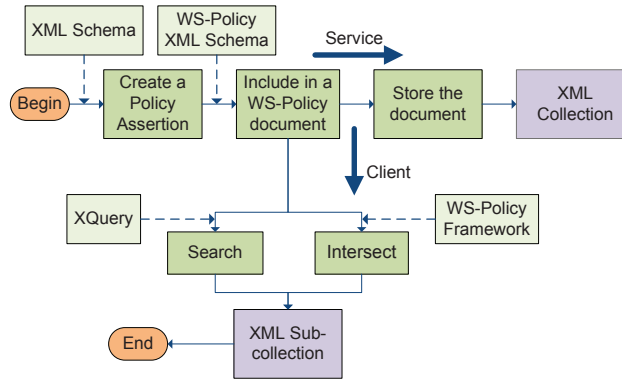 XML Schema
WS-Policy
XML Schema
Service
Begin
Create a
Policy
Assertion
Include in a
WS-Policy
document
Store the
document
XML
Collection
Client
XQuery
WS-Policy
Framework
Search
Intersect
End
XML Sub-
collection